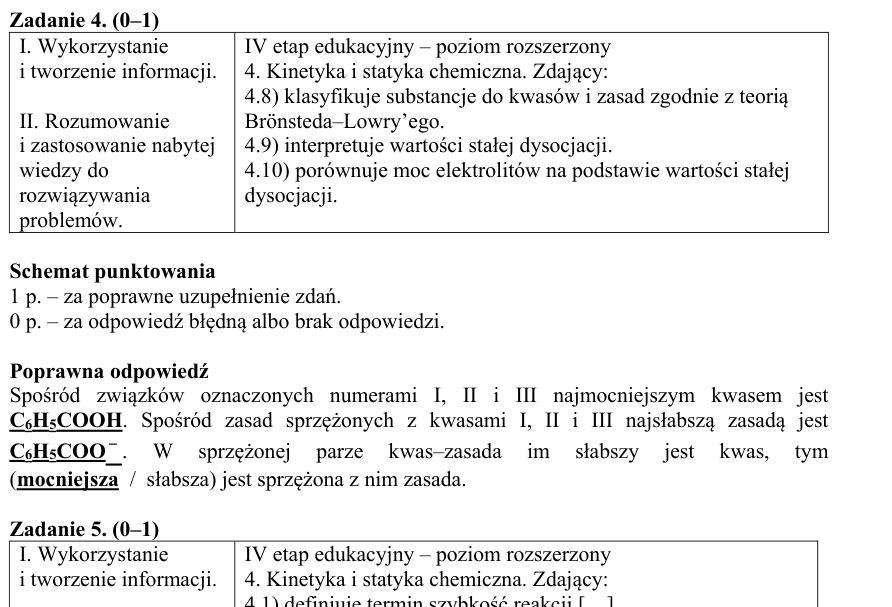 Zadanie 4. (0–1)
I. Wykorzystanie
i tworzenie informacji.
II. Rozumowanie
i zastosowanie nabytej
wiedzy do
rozwiązywania
problemów.
IV etap edukacyjny – poziom rozszerzony
4. Kinetyka i statyka chemiczna. Zdający:
4.8) klasyfikuje substancje do kwasów i zasad zgodnie z teorią
Brönsteda–Lowry’ego.
4.9) interpretuje wartości stałej dysocjacji.
4.10) porównuje moc elektrolitów na podstawie wartości stałej
dysocjacji.
Schemat punktowania
1 p. – za poprawne uzupełnienie zdań.
0 p. – za odpowiedź błędną albo brak odpowiedzi.
Poprawna odpowiedź
Spośród związków oznaczonych numerami I, II i III najmocniejszym kwasem jest
C₆H₅COOH. Spośród zasad sprzężonych z kwasami I, II i III najsłabszą zasadą jest
C₆H₅COO⁻. W sprzężonej parze kwas–zasada im słabszy jest kwas, tym
(mocniejsza / słabsza) jest sprzężona z nim zasada.
Zadanie 5. (0–1)
I. Wykorzystanie
i tworzenie informacji.
IV etap edukacyjny – poziom rozszerzony
4. Kinetyka i statyka chemiczna. Zdający:
4.1) definiuje termin szybkość reakcji […]